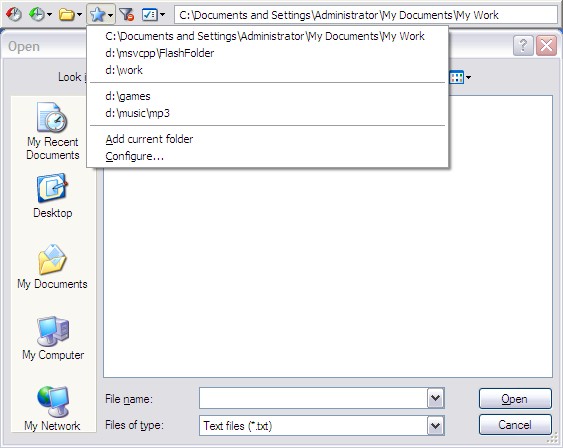 C:\Documents and Settings\Administrator\My Documents\My Work
C:\Documents and Settings\Administrator\My Documents\My Work
d:\msvcpp\FlashFolder
d:\work
d:\games
d:\music\mp3
Add current folder
Configure...
Open
?
Look i
My Recent
Documents
Desktop
My Documents
My Computer
My Network
File name:
Open
Files of type:
Text files (*.txt)
Cancel